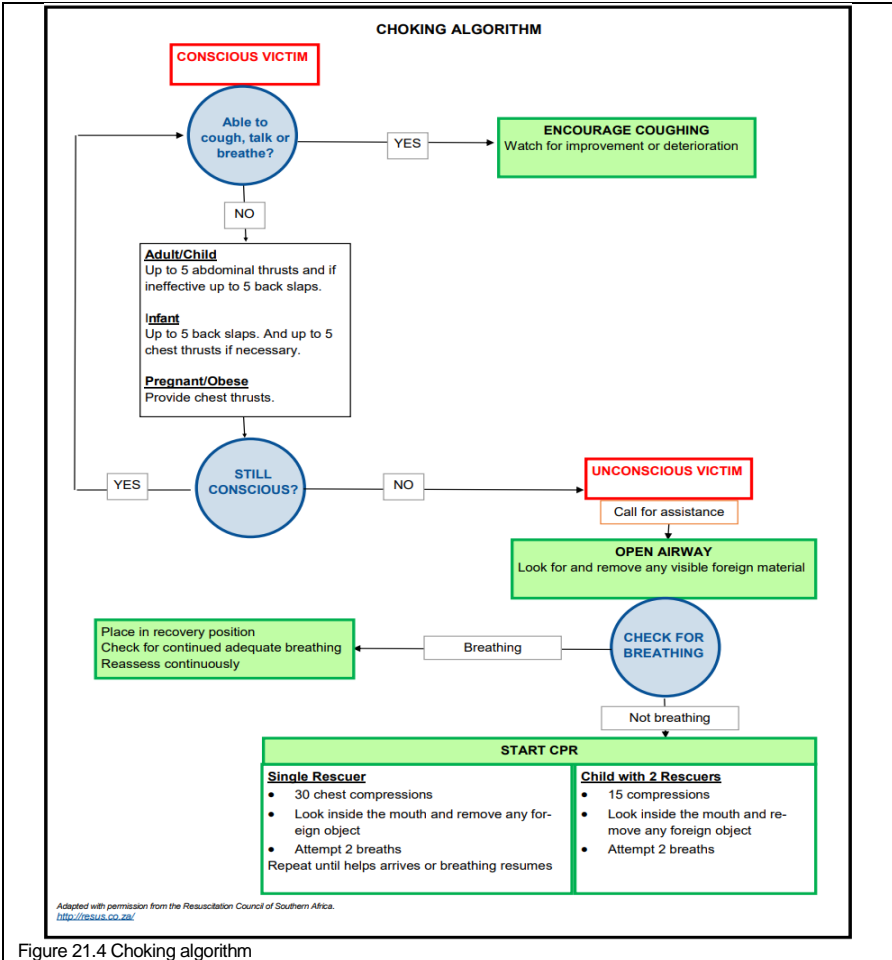 CHOKING ALGORITHM
CONSCIOUS VICTIM
Able to
cough, talk or
breathe?
YES
ENCOURAGE COUGHING
Watch for improvement or deterioration
NO
Adult/Child
Up to 5 abdominal thrusts and if
ineffective up to 5 back slaps.
Infant
Up to 5 back slaps. And up to 5
chest thrusts if necessary.
Pregnant/Obese
Provide chest thrusts.
STILL
CONSCIOUS?
YES
NO
UNCONSCIOUS VICTIM
Call for assistance
OPEN AIRWAY
Look for and remove any visible foreign material
CHECK FOR
BREATHING
Breathing
Place in recovery position
Check for continued adequate breathing
Reassess continuously
Not breathing
START CPR
Single Rescuer
• 30 chest compressions
• Look inside the mouth and remove any for-
eign object
• Attempt 2 breaths
Repeat until helps arrives or breathing resumes
Child with 2 Rescuers
• 15 compressions
• Look inside the mouth and re-
move any foreign object
• Attempt 2 breaths
Adapted with permission from the Resuscitation Council of Southern Africa.
http://resus.co.za/
Figure 21.4 Choking algorithm